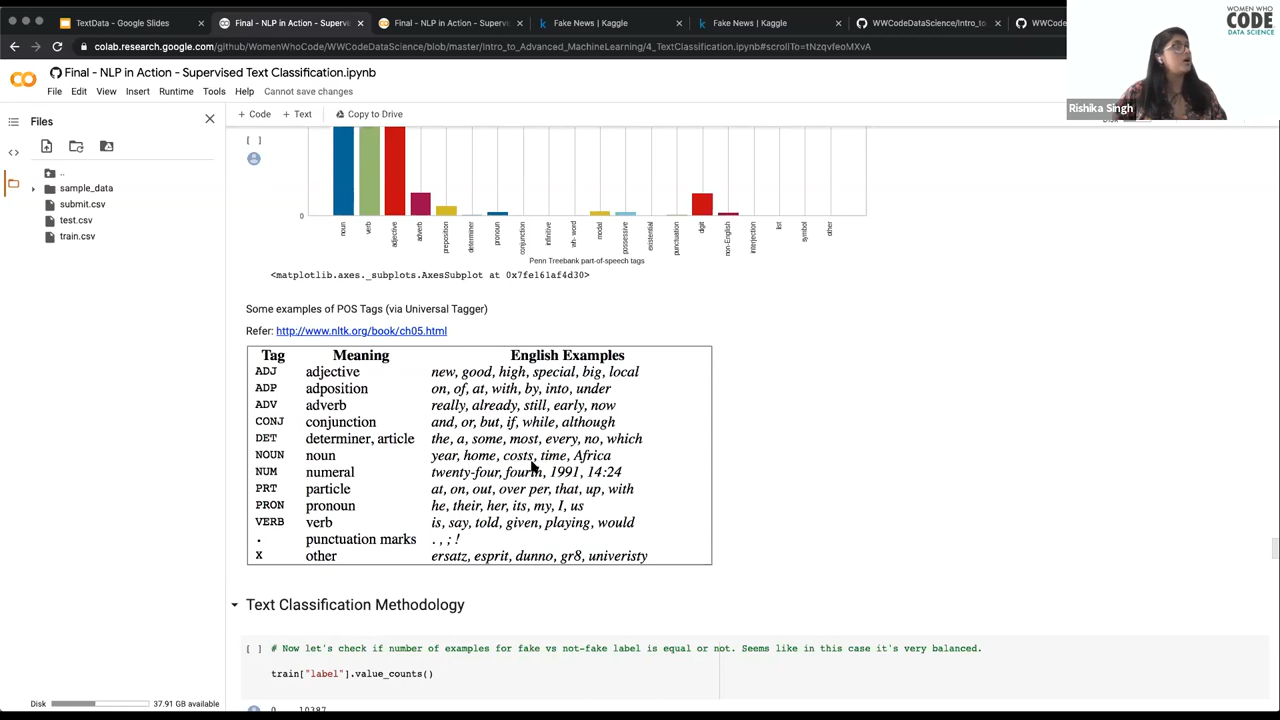 TextData - Google Slides
Final - NLP in Action - Supervi
Final - NLP in Action - Superv
Fake News | Kaggle
Fake News | Kaggle
WWCodeDataScience/Intro_to
WWCode
colab.research.google.com/github/WomenWhoCode/WWCodeDataScience/blob/master/Intro_to_Advanced_MachineLearning/4_TextClassification.ipynb#scrollTo=tNzqvfeoMXvA
WOMEN WHO
CODE
DATA SCIENCE
Rishika Singh
Final - NLP in Action - Supervised Text Classification.ipynb
File Edit View Insert Runtime Tools Help Cannot save changes
+ Code + Text Copy to Drive
Disk
Files
..
sample_data
submit.csv
test.csv
train.csv
[ ]
0
noun
verb
adjective
adverb
preposition
determiner
pronoun
conjunction
infinitive
wh- word
modal
possessive
existential
punctuation
digit
non-English
interjection
list
symbol
other
Penn Treebank part-of-speech tags
<matplotlib.axes._subplots.AxesSubplot at 0x7fe161af4d30>
Some examples of POS Tags (via Universal Tagger)
Refer: http://www.nltk.org/book/ch05.html
Tag Meaning English Examples
ADJ adjective new, good, high, special, big, local
ADP adposition on, of, at, with, by, into, under
ADV adverb really, already, still, early, now
CONJ conjunction and, or, but, if, while, although
DET determiner, article the, a, some, most, every, no, which
NOUN noun year, home, costs, time, Africa
NUM numeral twenty-four, fourth, 1991, 14:24
PRT particle at, on, out, over per, that, up, with
PRON pronoun he, their, her, its, my, I, us
VERB verb is, say, told, given, playing, would
. punctuation marks . , ; !
X other ersatz, esprit, dunno, gr8, univeristy
Text Classification Methodology
[ ] # Now let's check if number of examples for fake vs not-fake label is equal or not. Seems like in this case it's very balanced.
train["label"].value_counts()
0 10387
Disk 37.91 GB available